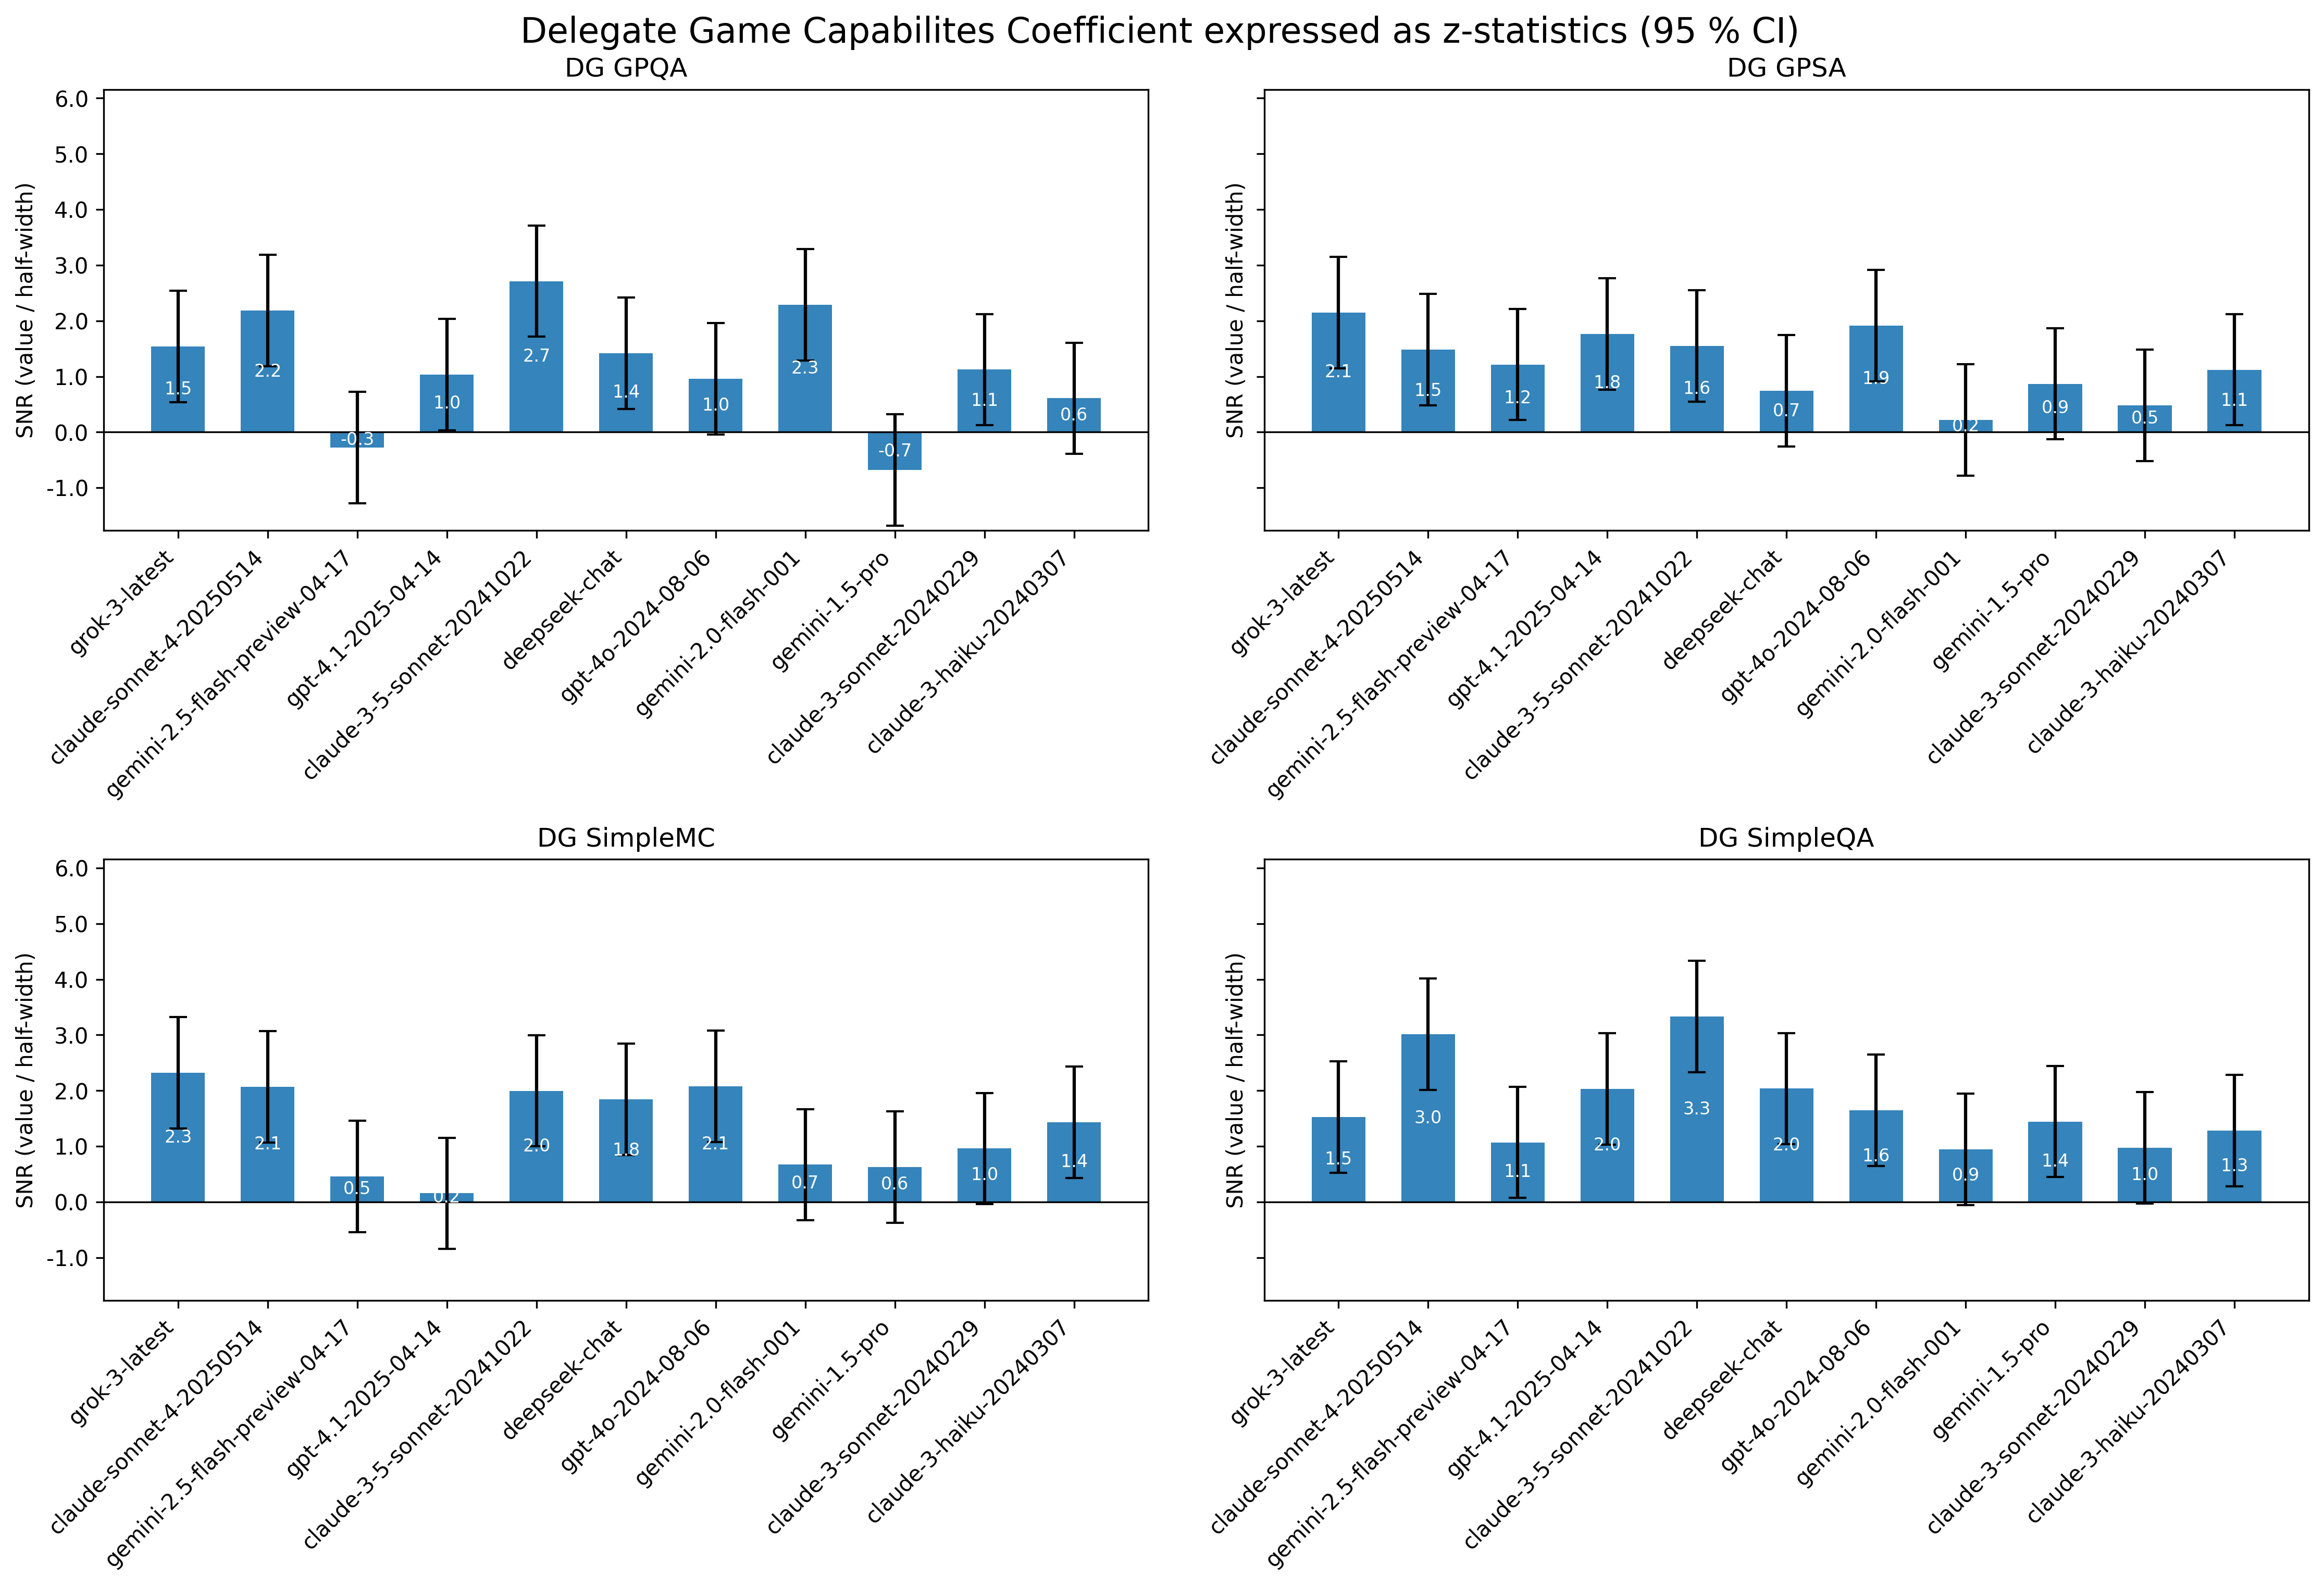 Delegate Game Capabilites Coefficient expressed as z-statistics (95 % CI)
DG GPQA
SNR (value / half-width)
6.0
5.0
4.0
3.0
2.0
1.0
0.0
-1.0
1.5
2.2
-0.3
1.0
2.7
1.4
1.0
2.3
-0.7
1.1
0.6
grok-3-latest
claude-sonnet-4-20250514
gemini-2.5-flash-preview-04-17
gpt-4.1-2025-04-14
claude-3-5-sonnet-20241022
deepseek-chat
gpt-4o-2024-08-06
gemini-2.0-flash-001
gemini-1.5-pro
claude-3-sonnet-20240229
claude-3-haiku-20240307
DG GPSA
SNR (value / half-width)
2.1
1.5
1.2
1.8
1.6
0.7
1.9
0.2
0.9
0.5
1.1
grok-3-latest
claude-sonnet-4-20250514
gemini-2.5-flash-preview-04-17
gpt-4.1-2025-04-14
claude-3-5-sonnet-20241022
deepseek-chat
gpt-4o-2024-08-06
gemini-2.0-flash-001
gemini-1.5-pro
claude-3-sonnet-20240229
claude-3-haiku-20240307
DG SimpleMC
SNR (value / half-width)
6.0
5.0
4.0
3.0
2.0
1.0
0.0
-1.0
2.3
2.1
0.5
0.2
2.0
1.8
2.1
0.7
0.6
1.0
1.4
grok-3-latest
claude-sonnet-4-20250514
gemini-2.5-flash-preview-04-17
gpt-4.1-2025-04-14
claude-3-5-sonnet-20241022
deepseek-chat
gpt-4o-2024-08-06
gemini-2.0-flash-001
gemini-1.5-pro
claude-3-sonnet-20240229
claude-3-haiku-20240307
DG SimpleQA
SNR (value / half-width)
1.5
3.0
1.1
2.0
3.3
2.0
1.6
0.9
1.4
1.0
1.3
grok-3-latest
claude-sonnet-4-20250514
gemini-2.5-flash-preview-04-17
gpt-4.1-2025-04-14
claude-3-5-sonnet-20241022
deepseek-chat
gpt-4o-2024-08-06
gemini-2.0-flash-001
gemini-1.5-pro
claude-3-sonnet-20240229
claude-3-haiku-20240307